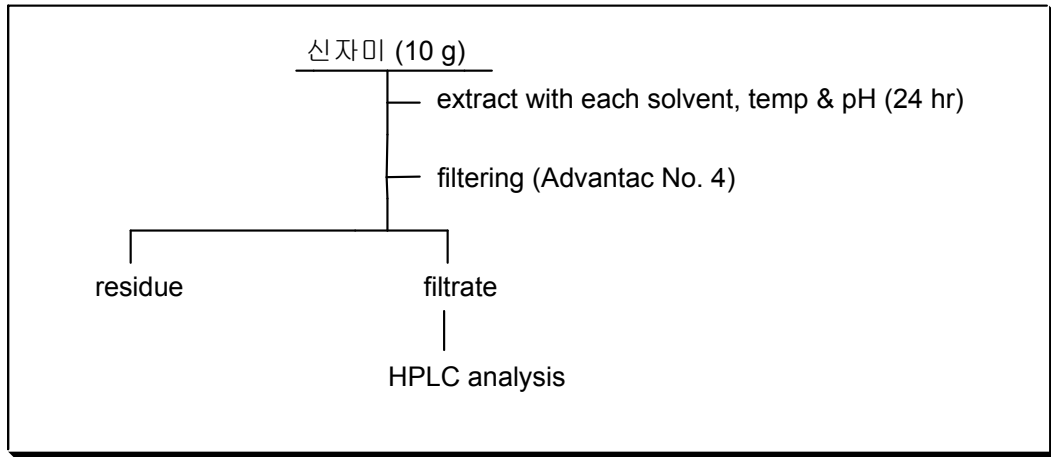 신자미 (10 g)
extract with each solvent, temp & pH (24 hr)
filtering (Advantac No. 4)
residue
filtrate
HPLC analysis